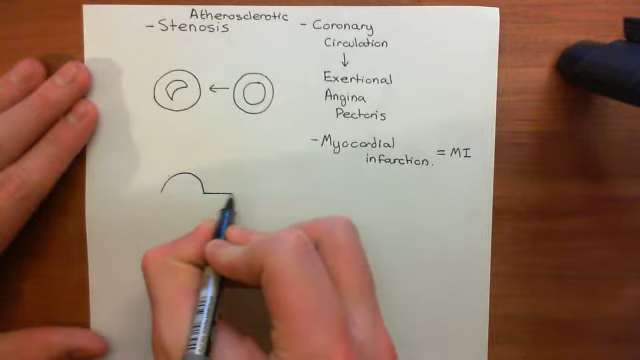 Atherosclerotic
- Stenosis
- Coronary
Circulation
↓
Exertional
Angina
Pectoris
- Myocardial
infarction. = MI